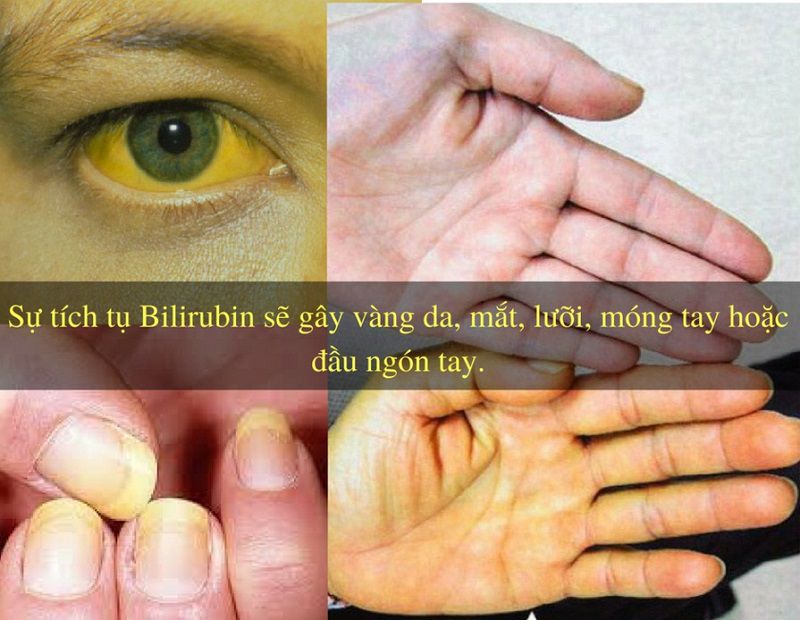 Sự tích tụ Bilirubin sẽ gây vàng da, mắt, lưỡi, móng tay hoặc
đầu ngón tay.